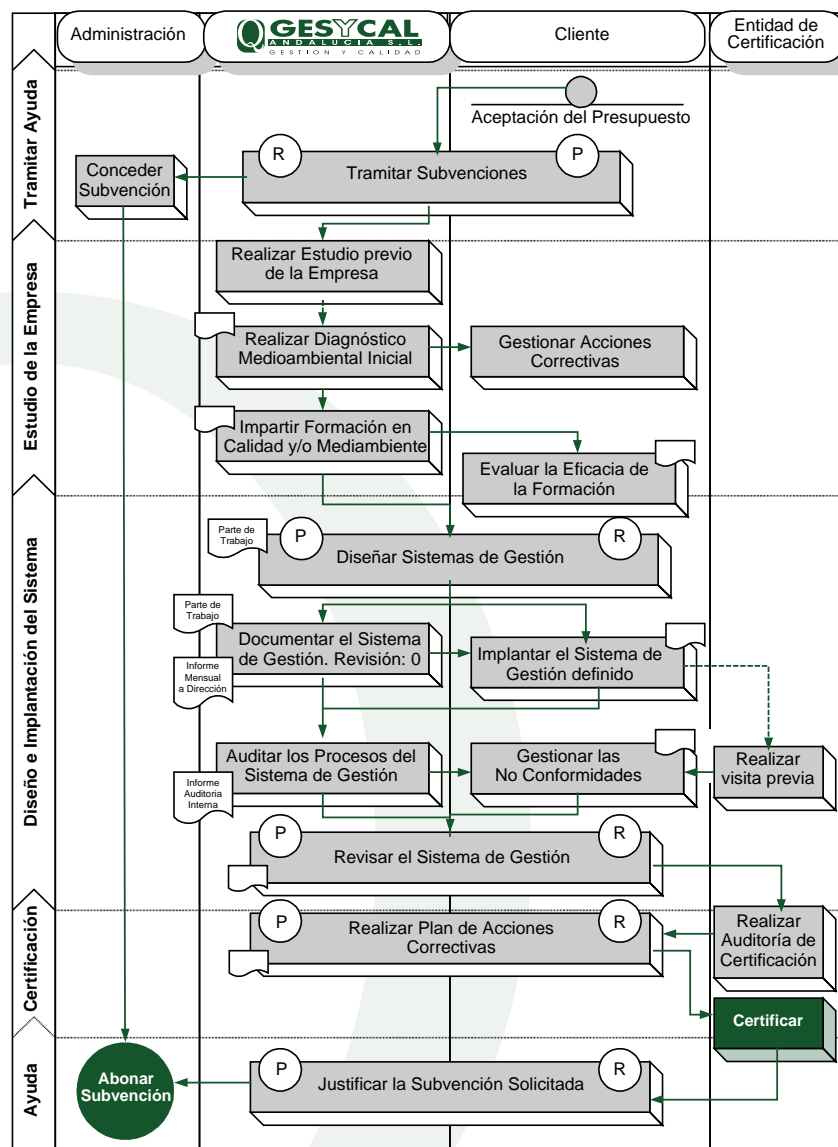 Administración
GESYCAL
ANDALUCIA S.L.
GESTION Y CALIDAD
Cliente
Entidad de
Certificación
Tramitar Ayuda
Aceptación del Presupuesto
R
P
Tramitar Subvenciones
Conceder
Subvención
Estudio de la Empresa
Realizar Estudio previo
de la Empresa
Realizar Diagnóstico
Medioambiental Inicial
Gestionar Acciones
Correctivas
Impartir Formación en
Calidad y/o Mediambiente
Evaluar la Eficacia de
la Formación
Diseño e Implantación del Sistema
Parte de
Trabajo
P
R
Diseñar Sistemas de Gestión
Parte de
Trabajo
Documentar el Sistema
de Gestión. Revisión: 0
Informe
Mensual
a Dirección
Implantar el Sistema de
Gestión definido
Auditar los Procesos del
Sistema de Gestión
Informe
Auditoria
Interna
Gestionar las
No Conformidades
Realizar
visita previa
P
R
Revisar el Sistema de Gestión
Certificación
P
R
Realizar Plan de Acciones
Correctivas
Realizar
Auditoría de
Certificación
Certificar
Ayuda
Abonar
Subvención
P
R
Justificar la Subvención Solicitada